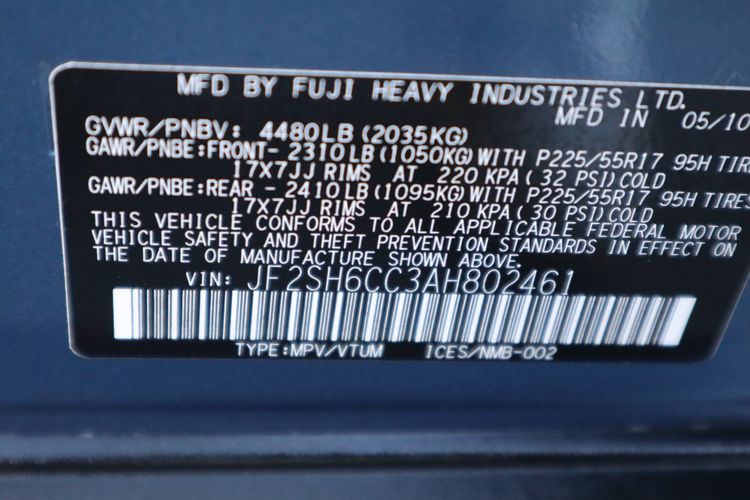 MFD BY FUJI HEAVY INDUSTRIES LTD.
MFD IN 05/10
GVWR/PNBV: 4480LB(2035KG)
GAWR/PNBE:FRONT- 2310LB(1050KG)WITH P225/55R17 95H TIRE
17X7JJ RIMS AT 220 KPA( 32 PSI)COLD
GAWR/PNBE:REAR - 2410LB(1095KG)WITH P225/55R17 95H TIRES
17X7JJ RIMS AT 210 KPA( 30 PSI)COLD
THIS VEHICLE CONFORMS TO ALL APPLICABLE FEDERAL MOTOR
VEHICLE SAFETY AND THEFT PREVENTION STANDARDS IN EFFECT ON
THE DATE OF MANUFACTURE SHOWN ABOVE.
VIN: JF2SH6CC3AH802461
TYPE:MPV/VTUM ICES/NMB-002